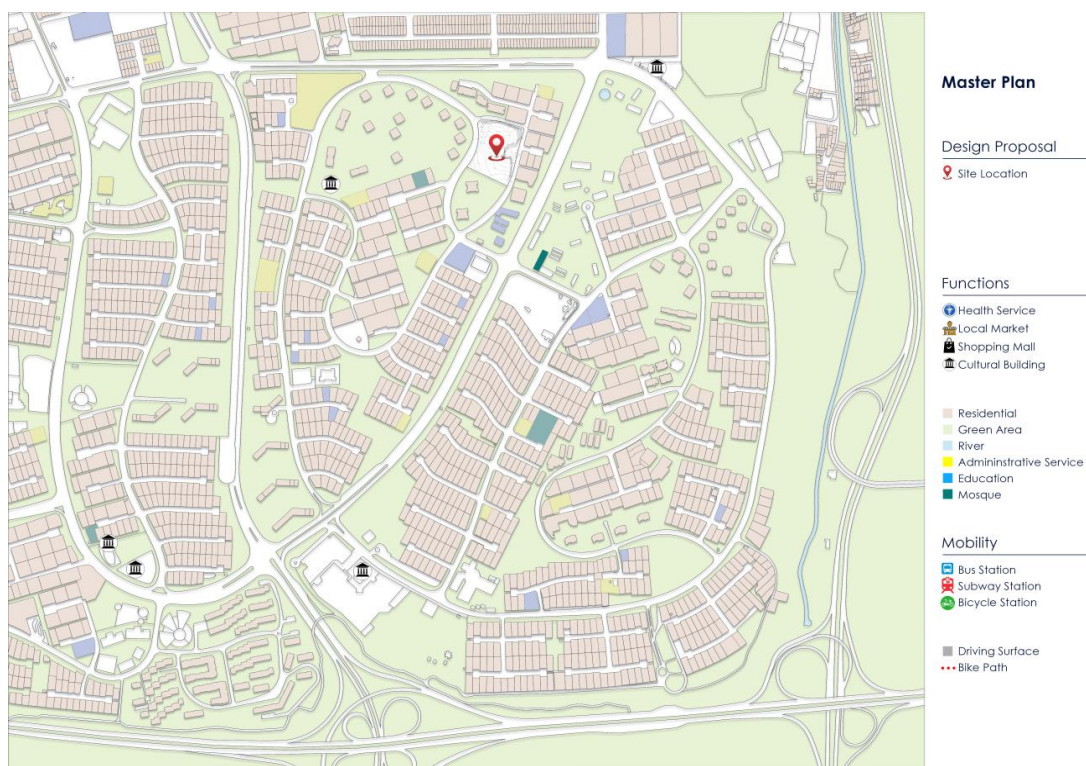 Master Plan
Design Proposal
Site Location
Functions
Health Service
Local Market
Shopping Mall
Cultural Building
Residential
Green Area
River
Admininstrative Service
Education
Mosque
Mobility
Bus Station
Subway Station
Bicycle Station
Driving Surface
Bike Path